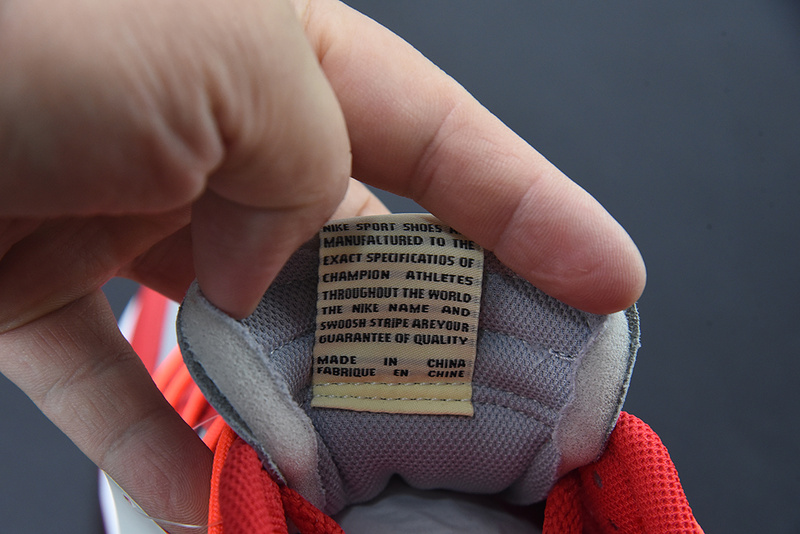 NIKE SPORT SHOES
MANUFALTURED TO THE
EXACT SPECIFICATIOS OF
CHAMPION ATHLETES
THROUGHOUT THE WORLD
THE NIKE NAME AND
SWOOSH STRIPE AREYOUR
GUARANTEE OF QUALITY
MADE IN CHINA
FABRIQUE EN CHINE